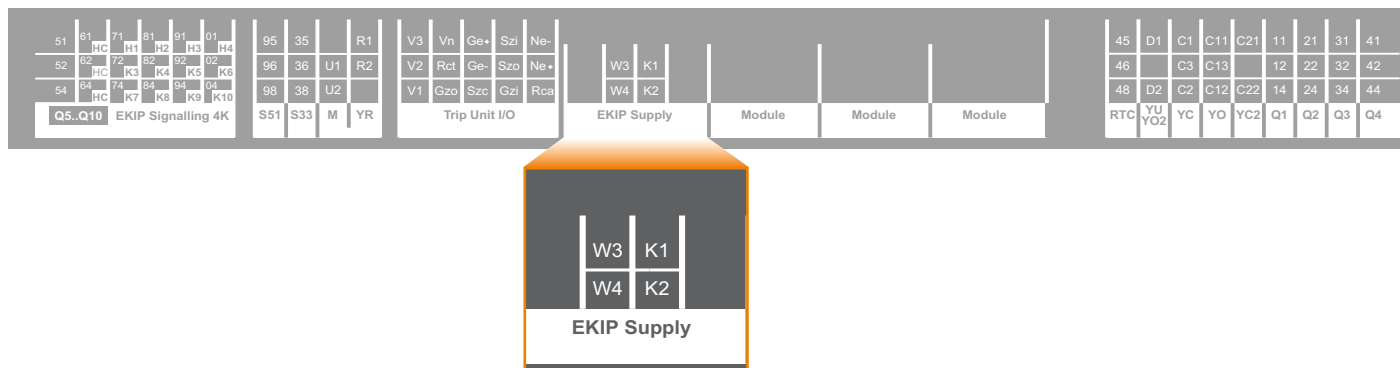 61 71 81 91 01
51 HC H1 H2 H3 H4 95 35 R1 V3 Vn Ge+ Szi Ne- 45 D1 C1 C11 C21 11 21 31 41
62 72 82 92 02
52 HC K3 K4 K5 K6 96 36 U1 R2 V2 Rct Ge- Szo Ne+ W3 K1 46 C3 C13 12 22 32 42
64 74 84 94 04
54 HC K7 K8 K9 K10 98 38 U2 V1 Gzo Szc Gzi Rca W4 K2 48 D2 C2 C12 C22 14 24 34 44
Q5..Q10 EKIP Signalling 4K S51 S33 M YR Trip Unit I/O EKIP Supply Module Module Module RTC YU YC YO YC2 Q1 Q2 Q3 Q4
YO2
W3 K1
W4 K2
EKIP Supply